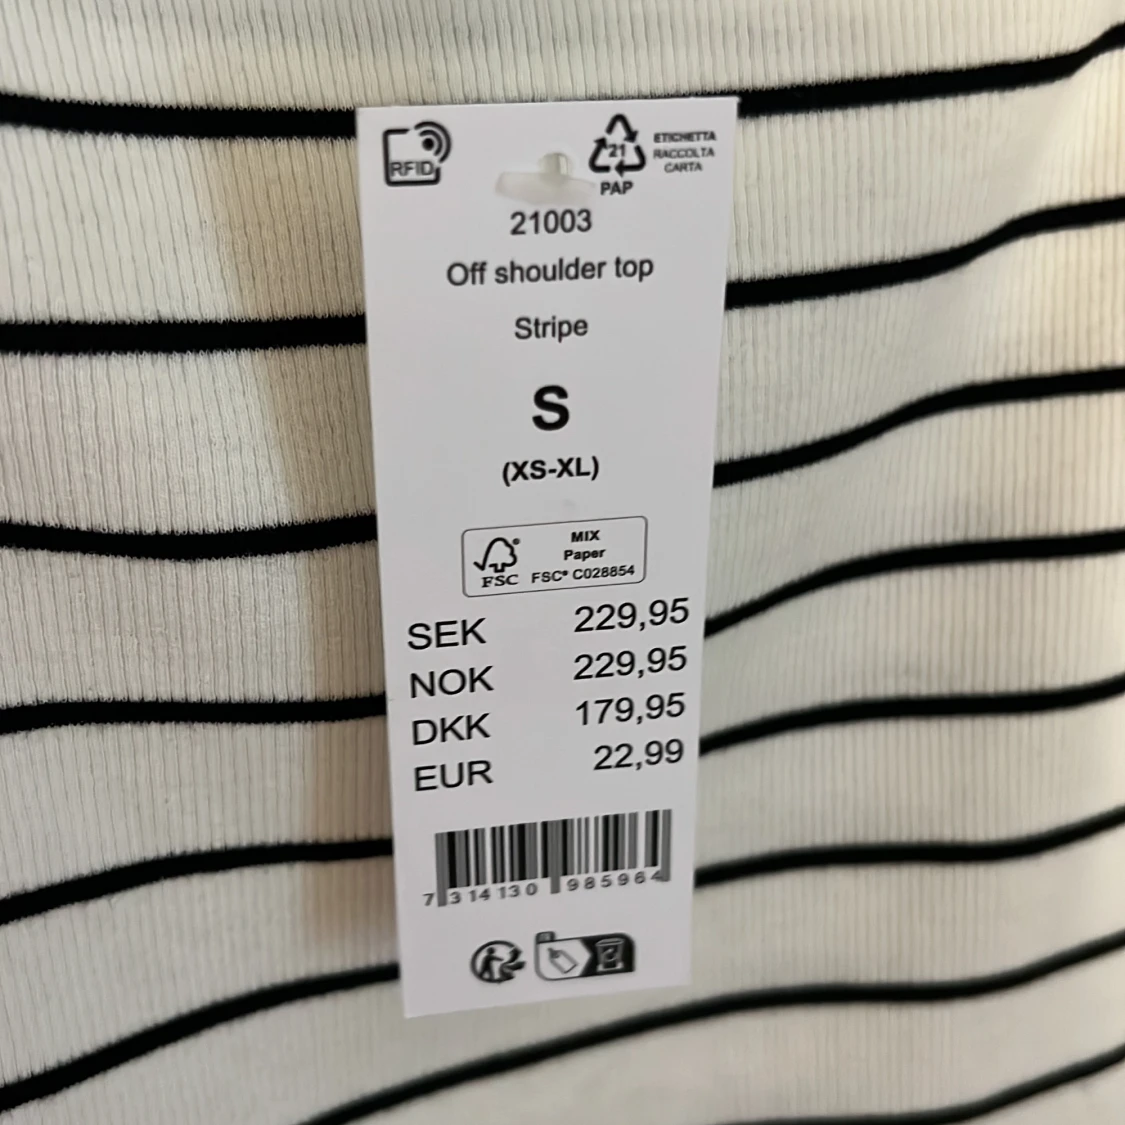 RFID
21
PAP
ETICHETTA
RACCOLTA
CARTA
21003
Off shoulder top
Stripe
S
(XS-XL)
FSC
MIX
Paper
FSC® C028854
SEK 229,95
NOK 229,95
DKK 179,95
EUR 22,99
7 314130 985964